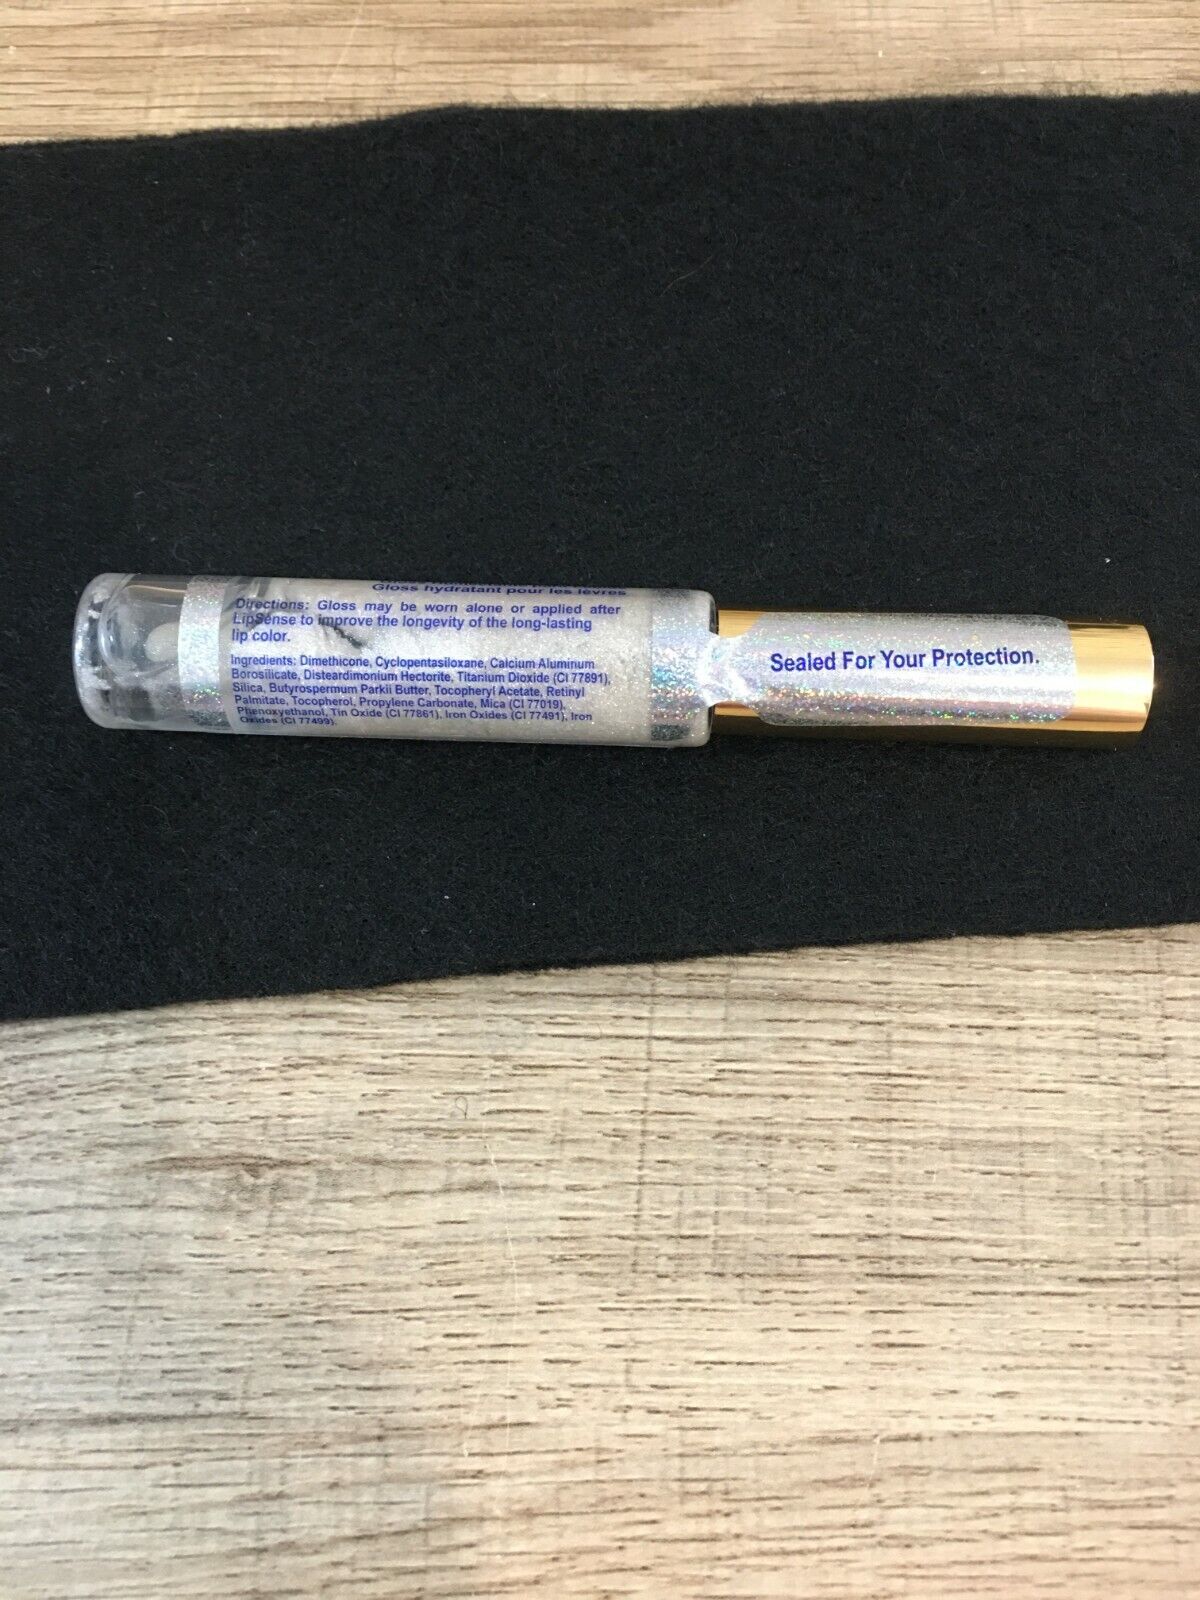 Gloss hydratant pour les lèvres
Directions: Gloss may be worn alone or applied after
LipSense to improve the longevity of the long-lasting
lip color.
Ingredients: Dimethicone, Cyclopentasiloxane, Calcium Aluminum
Borosilicate, Disteardimonium Hectorite, Titanium Dioxide (CI 77891),
Silica, Butyrospermum Parkii Butter, Tocopheryl Acetate, Retinyl
Palmitate, Tocopherol, Propylene Carbonate, Mica (CI 77019),
Phenoxyethanol, Tin Oxide (CI 77861), Iron Oxides (CI 77491), Iron
Oxides (CI 77499).
Sealed For Your Protection.